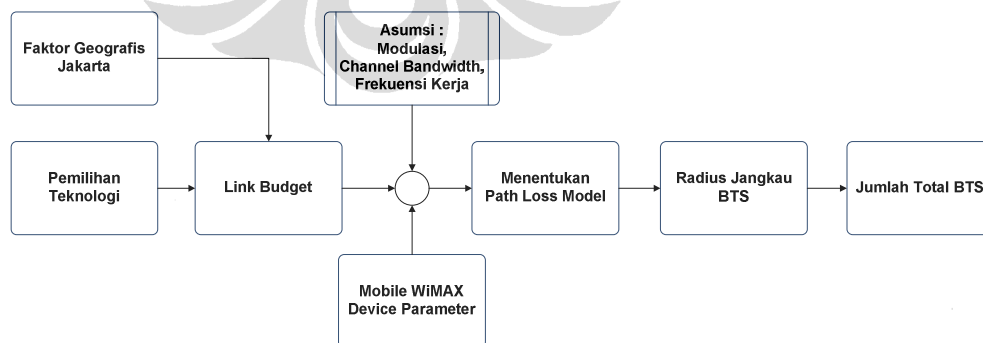 Faktor Geografis
Jakarta
Asumsi :
Modulasi,
Channel Bandwidth,
Frekuensi Kerja
Pemilihan
Teknologi
Link Budget
Menentukan
Path Loss Model
Radius Jangkau
BTS
Jumlah Total BTS
Mobile WiMAX
Device Parameter